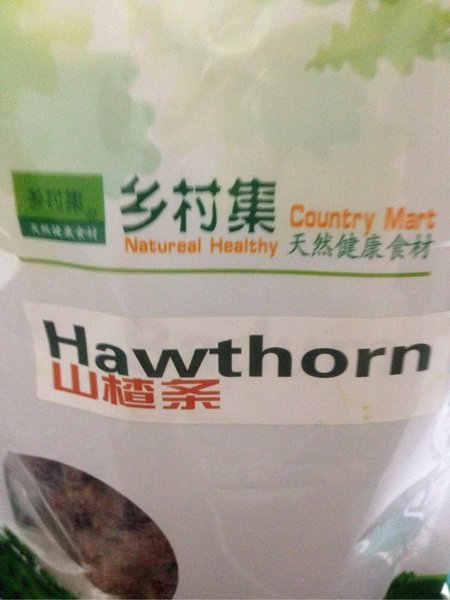 乡村集
天然健康食材
乡村集 Country Mart
Natureal Healthy 天然健康食材
Hawthorn
山楂条